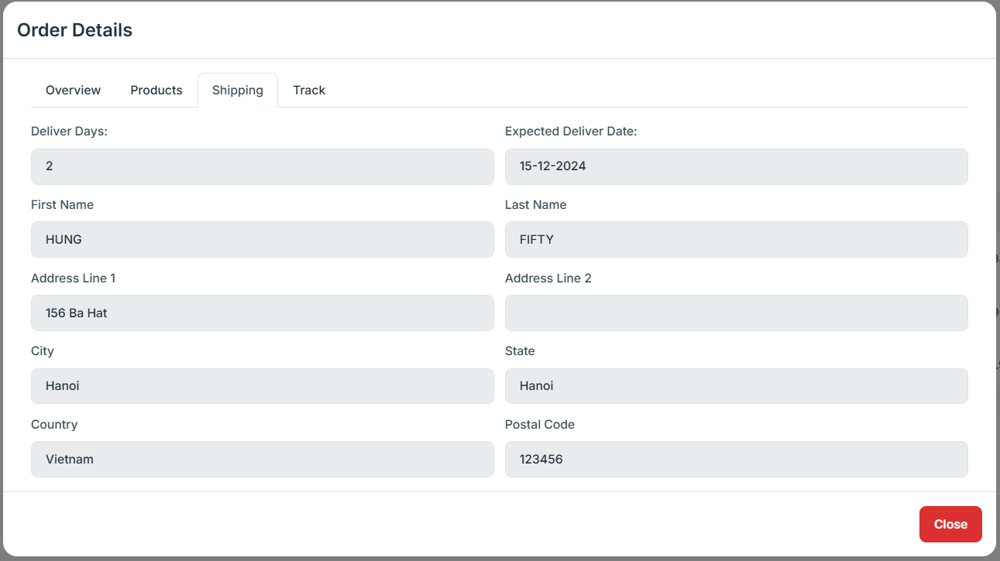 Order Details
Overview Products Shipping Track
Deliver Days: Expected Deliver Date:
2 15-12-2024
First Name Last Name
HUNG FIFTY
Address Line 1 Address Line 2
156 Ba Hat
City State
Hanoi Hanoi
Country Postal Code
Vietnam 123456
Close